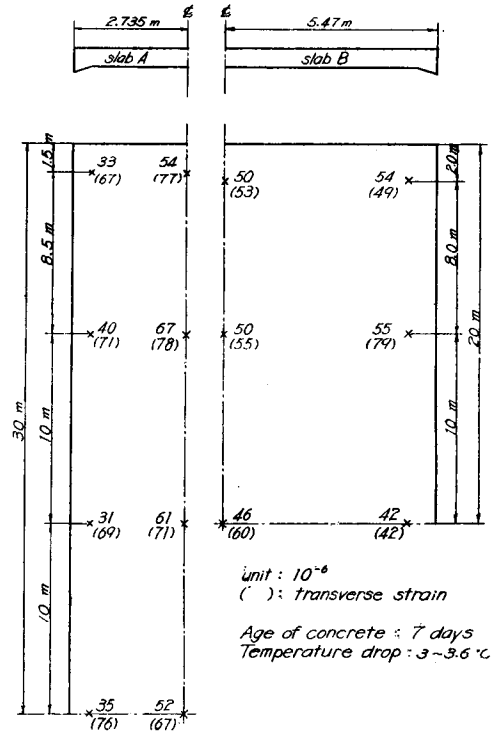 ℄ ℄
2.735 m 5.47 m
slab A slab B
1.5 m 33 54 50 54 2.0 m
(67) (77) (53) (49)
8.5 m 8.0 m
40 67 50 55
(71) (78) (55) (79)
30 m 20 m
10 m 10 m
31 61 46 42
(69) (71) (60) (42)
unit : 10⁻⁶
( ) : transverse strain
10 m
Age of concrete : 7 days
Temperature drop : 3~3.6 °C
35 52
(76) (67)